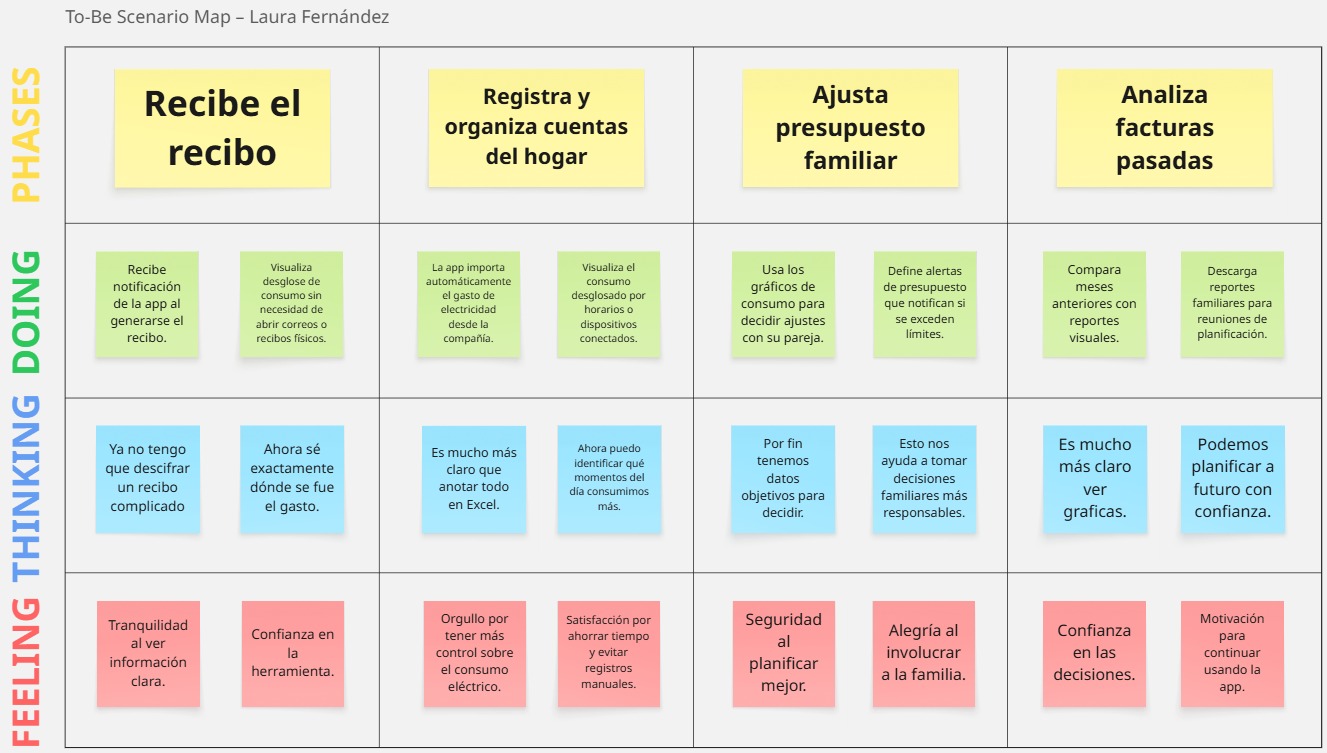 To-Be Scenario Map – Laura Fernández
PHASES
Recibe el
recibo
Registra y
organiza cuentas
del hogar
Ajusta
presupuesto
familiar
Analiza
facturas
pasadas
DOING
Recibe
notificación
de la app al
generarse el
recibo.
Visualiza
desglose de
consumo sin
necesidad de
abrir correos o
recibos físicos.
La app importa
automáticamente
el gasto de
electricidad
desde la
compañía.
Visualiza el
consumo
desglosado por
horarios o
dispositivos
conectados.
Usa los
gráficos de
consumo para
decidir ajustes
con su pareja.
Define alertas
de presupuesto
que notifican si
se exceden
límites.
Compara
meses
anteriores con
reportes
visuales.
Descarga
reportes
familiares para
reuniones de
planificación.
THINKING
Ya no tengo
que descifrar
un recibo
complicado
Ahora sé
exactamente
dónde se fue
el gasto.
Es mucho más
claro que
anotar todo
en Excel.
Ahora puedo
identificar qué
momentos del
día consumimos
más.
Por fin
tenemos
datos
objetivos para
decidir.
Esto nos
ayuda a tomar
decisiones
familiares más
responsables.
Es mucho
más claro
ver
graficas.
Podemos
planificar a
futuro con
confianza.
FEELING
Tranquilidad
al ver
información
clara.
Confianza en
la
herramienta.
Orgullo por
tener más
control sobre
el consumo
eléctrico.
Satisfacción por
ahorrar tiempo
y evitar
registros
manuales.
Seguridad
al
planificar
mejor.
Alegría al
involucrar
a la familia.
Confianza
en las
decisiones.
Motivación
para
continuar
usando la
app.